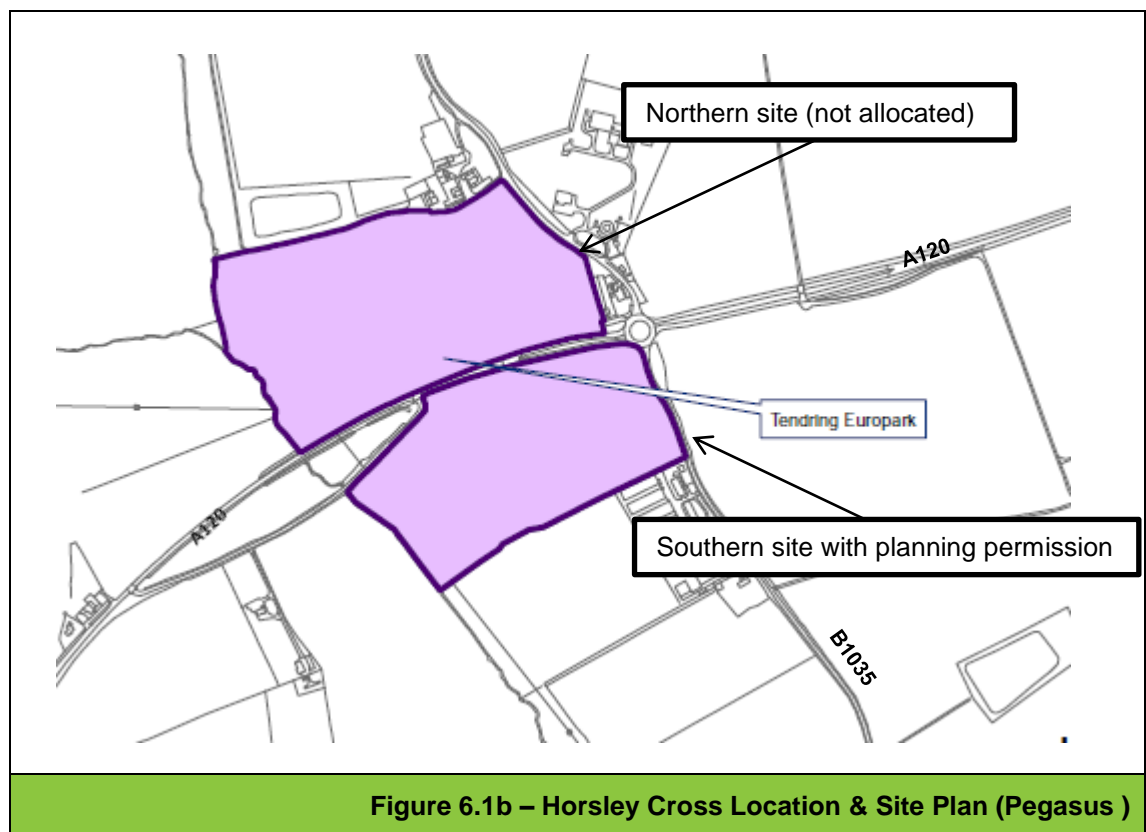 Northern site (not allocated)
A120
Tendring Europark
A120
Southern site with planning permission
B1035
Figure 6.1b – Horsley Cross Location & Site Plan (Pegasus )